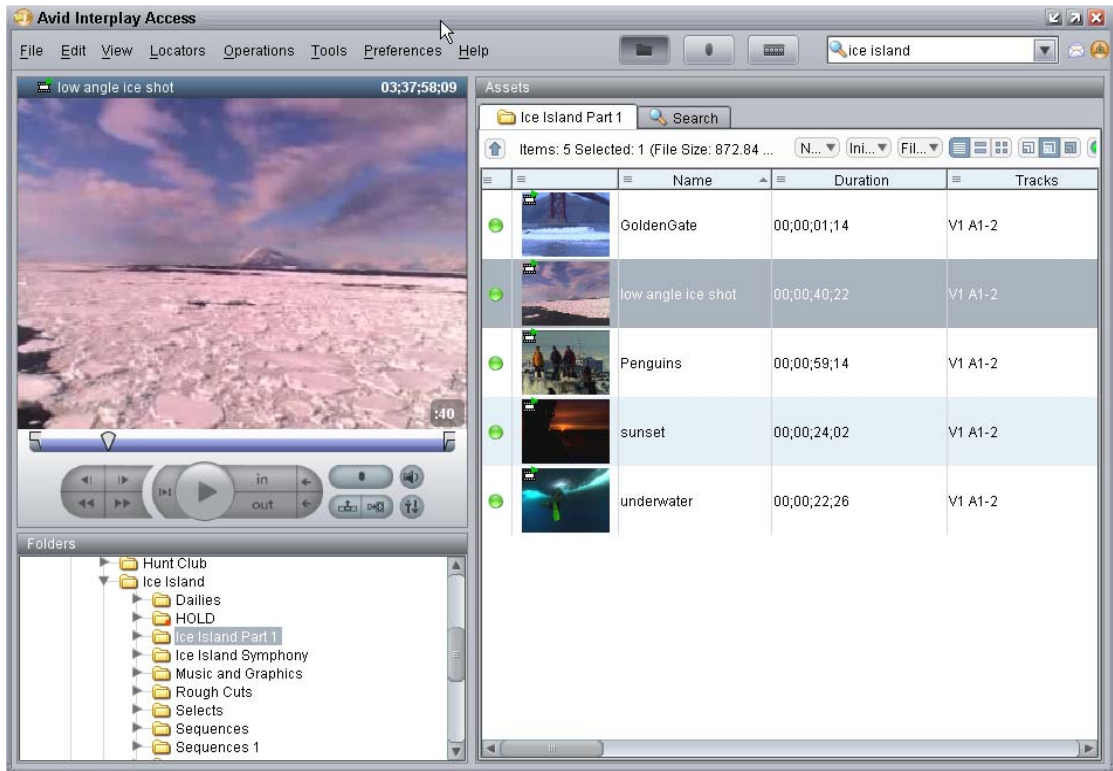 Avid Interplay Access
File Edit View Locators Operations Tools Preferences Help
ice island
low angle ice shot 03;37;58;09
:40
in
out
Assets
Ice Island Part 1 Search
Items: 5 Selected: 1 (File Size: 872.84 ... N... Ini... Fil...
Name Duration Tracks
GoldenGate 00;00;01;14 V1 A1-2
low angle ice shot 00;00;40;22 V1 A1-2
Penguins 00;00;59;14 V1 A1-2
sunset 00;00;24;02 V1 A1-2
underwater 00;00;22;26 V1 A1-2
Folders
Hunt Club
Ice Island
Dailies
HOLD
Ice Island Part 1
Ice Island Symphony
Music and Graphics
Rough Cuts
Selects
Sequences
Sequences 1